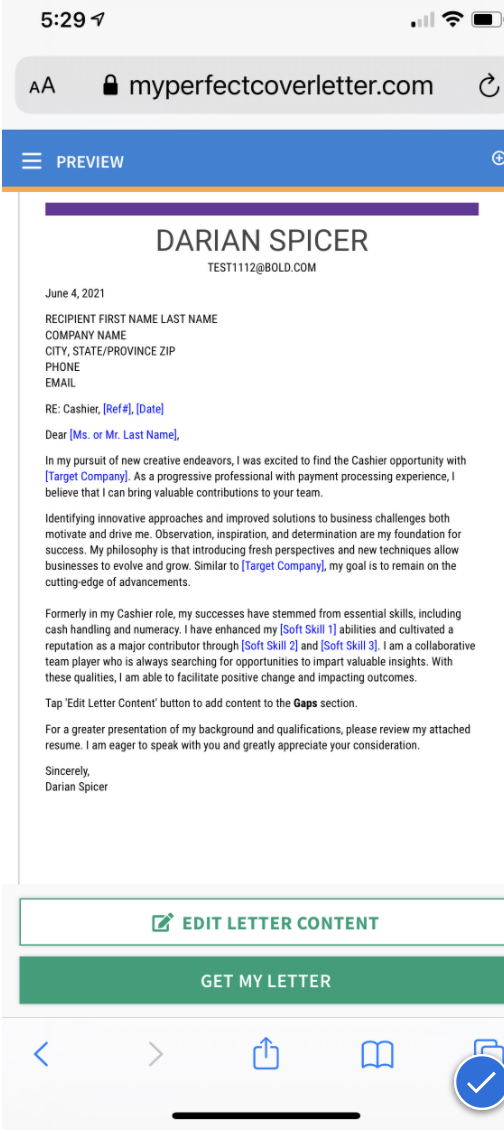 5:29
AA myperfectcoverletter.com
PREVIEW
DARIAN SPICER
TEST1112@BOLD.COM
June 4, 2021
RECIPIENT FIRST NAME LAST NAME
COMPANY NAME
CITY, STATE/PROVINCE ZIP
PHONE
EMAIL
RE: Cashier, [Ref#], [Date]
Dear [Ms. or Mr. Last Name],
In my pursuit of new creative endeavors, I was excited to find the Cashier opportunity with
[Target Company]. As a progressive professional with payment processing experience, I
believe that I can bring valuable contributions to your team.
Identifying innovative approaches and improved solutions to business challenges both
motivate and drive me. Observation, inspiration, and determination are my foundation for
success. My philosophy is that introducing fresh perspectives and new techniques allow
businesses to evolve and grow. Similar to [Target Company], my goal is to remain on the
cutting-edge of advancements.
Formerly in my Cashier role, my successes have stemmed from essential skills, including
cash handling and numeracy. I have enhanced my [Soft Skill 1] abilities and cultivated a
reputation as a major contributor through [Soft Skill 2] and [Soft Skill 3]. I am a collaborative
team player who is always searching for opportunities to impart valuable insights. With
these qualities, I am able to facilitate positive change and impacting outcomes.
Tap 'Edit Letter Content' button to add content to the Gaps section.
For a greater presentation of my background and qualifications, please review my attached
resume. I am eager to speak with you and greatly appreciate your consideration.
Sincerely,
Darian Spicer
EDIT LETTER CONTENT
GET MY LETTER